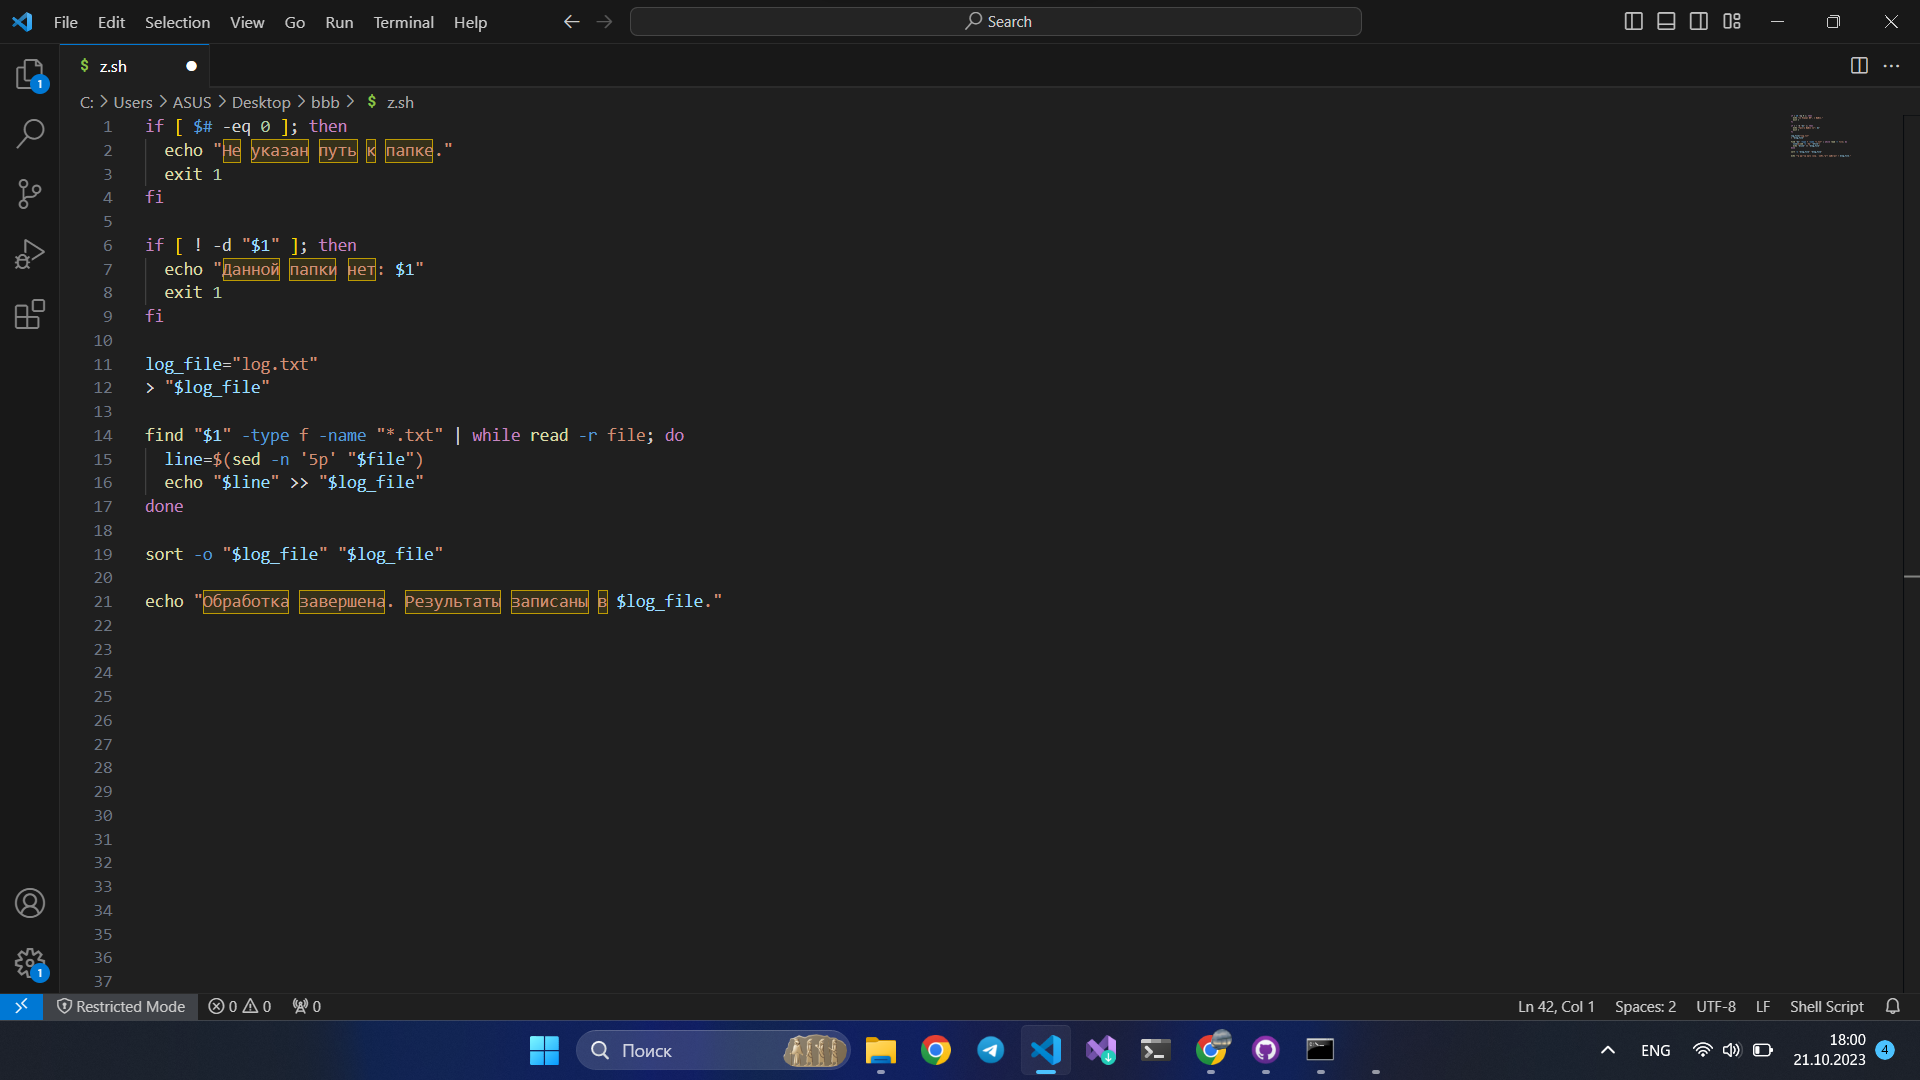 File Edit Selection View Go Run Terminal Help Search
$ z.sh
C: > Users > ASUS > Desktop > bbb > $ z.sh
1 if [ $# -eq 0 ]; then
2 echo "Не указан путь к папке."
3 exit 1
4 fi
5
6 if [ ! -d "$1" ]; then
7 echo "Данной папки нет: $1"
8 exit 1
9 fi
10
11 log_file="log.txt"
12 > "$log_file"
13
14 find "$1" -type f -name "*.txt" | while read -r file; do
15 line=$(sed -n '5p' "$file")
16 echo "$line" >> "$log_file"
17 done
18
19 sort -o "$log_file" "$log_file"
20
21 echo "Обработка завершена. Результаты записаны в $log_file."
22
23
24
25
26
27
28
29
30
31
32
33
34
35
36
37
1
1
Restricted Mode 0 0 0 Ln 42, Col 1 Spaces: 2 UTF-8 LF Shell Script
Поиск ENG 18:00
21.10.2023 4